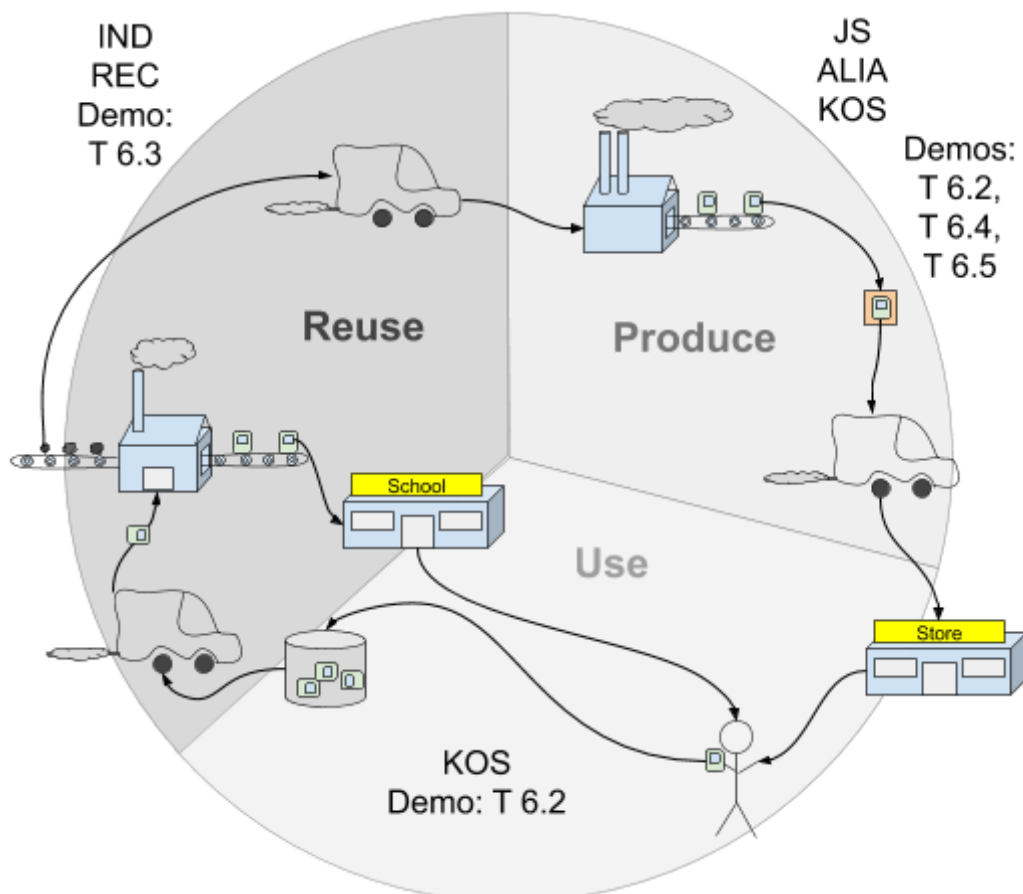 IND
REC
Demo:
T 6.3
JS
ALIA
KOS
Demos:
T 6.2,
T 6.4,
T 6.5
Reuse
Produce
School
Use
Store
KOS
Demo: T 6.2